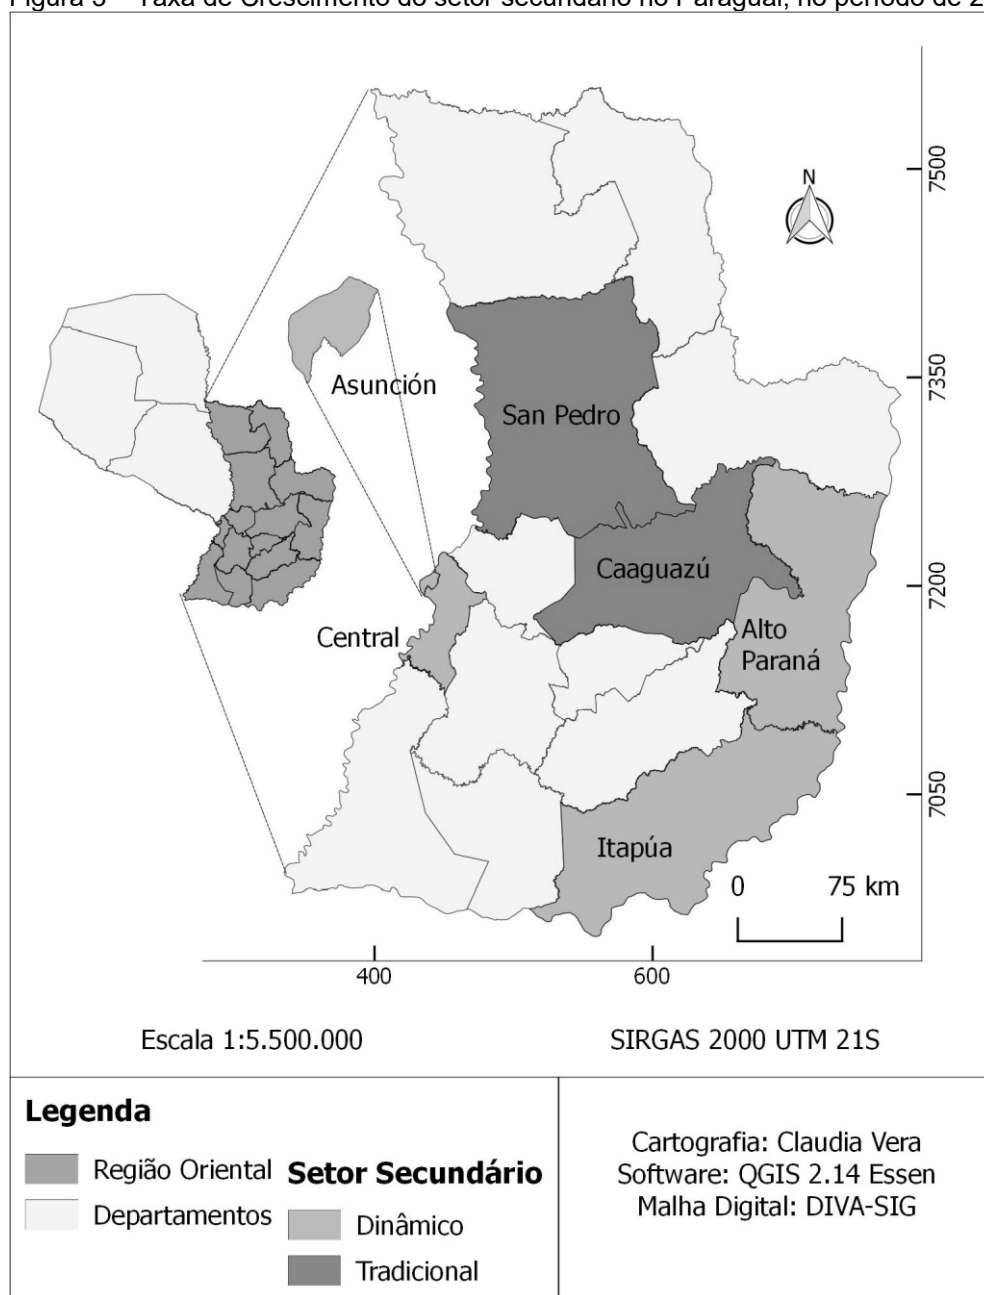 Figura 3 – Taxa de Crescimento do setor secundário no Paraguai, no período de 2
N
7500
7350
7200
7050
Asunción
San Pedro
Caaguazú
Central
Alto
Paraná
Itapúa
0 75 km
400 600
Escala 1:5.500.000 SIRGAS 2000 UTM 21S
Legenda
Região Oriental
Departamentos
Setor Secundário
Dinâmico
Tradicional
Cartografia: Claudia Vera
Software: QGIS 2.14 Essen
Malha Digital: DIVA-SIG